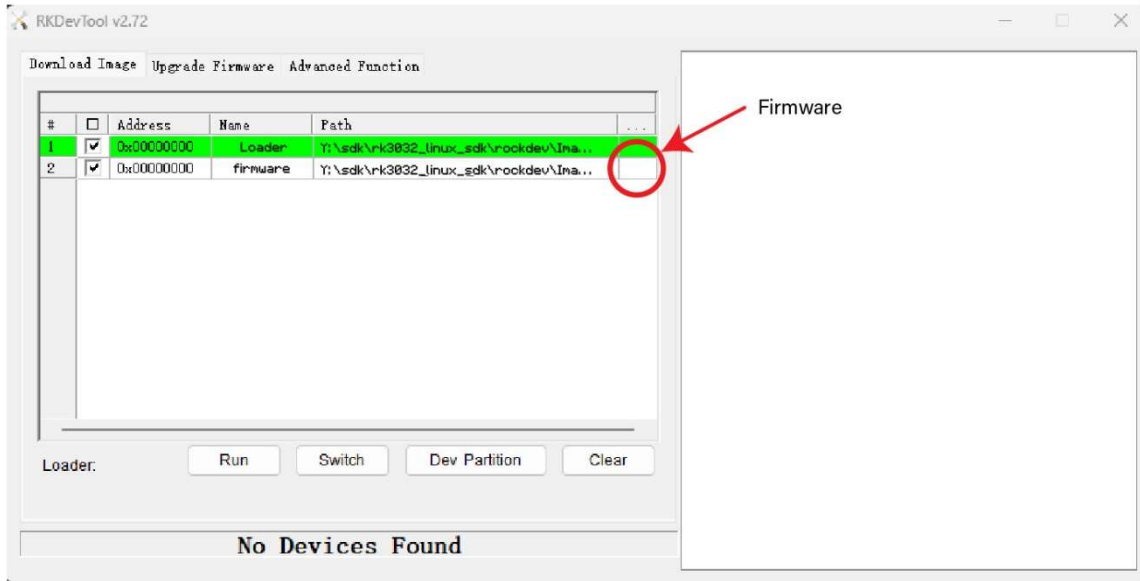 RKDevTool v2.72
Download Image Upgrade Firmware Advanced Function
Firmware
# Address Name Path ...
1 0x00000000 Loader Y:\sdk\rk3032_linux_sdk\rockdev\Ima...
2 0x00000000 firmware Y:\sdk\rk3032_linux_sdk\rockdev\Ima...
Loader: Run Switch Dev Partition Clear
No Devices Found